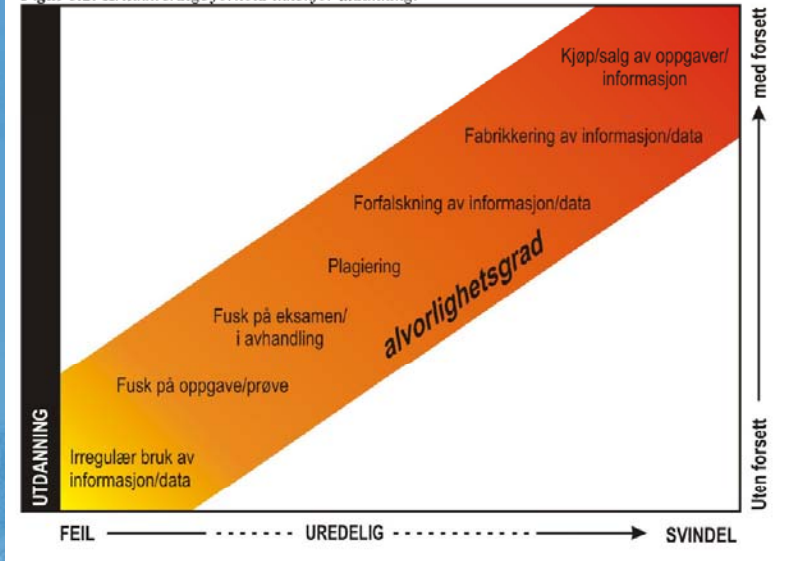 Kjøp/salg av oppgaver/
informasjon
Fabrikkering av informasjon/data
Forfalskning av informasjon/data
Plagiering
Fusk på eksamen/
i avhandling
Fusk på oppgave/prøve
Irregulær bruk av
informasjon/data
alvorlighetsgrad
UTDANNING
med forsett
Uten forsett
FEIL
UREDELIG
SVINDEL